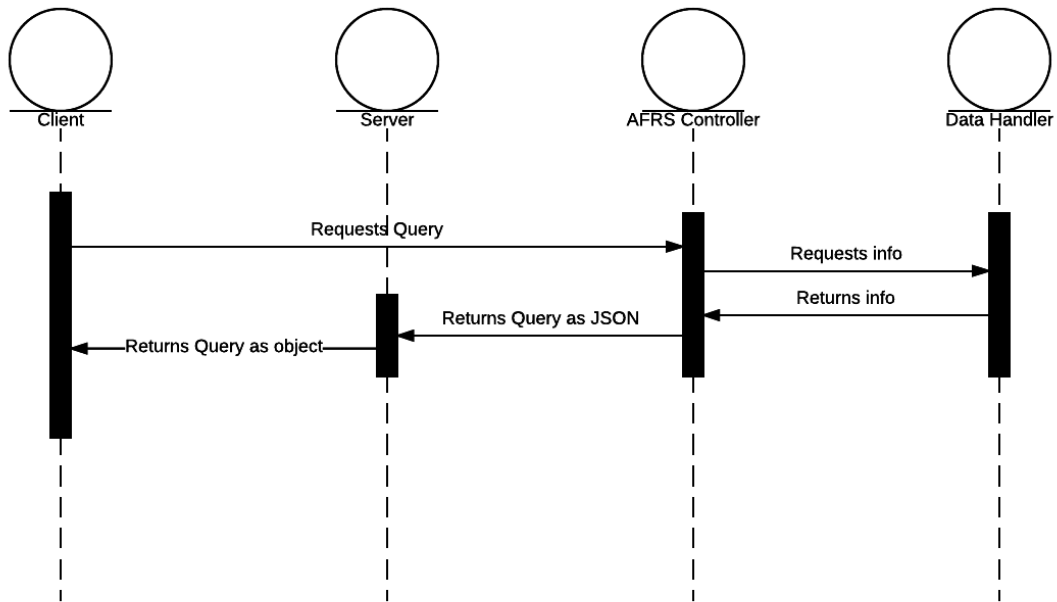 Client
Server
AFRS Controller
Data Handler
Requests Query
Requests info
Returns info
Returns Query as JSON
Returns Query as object